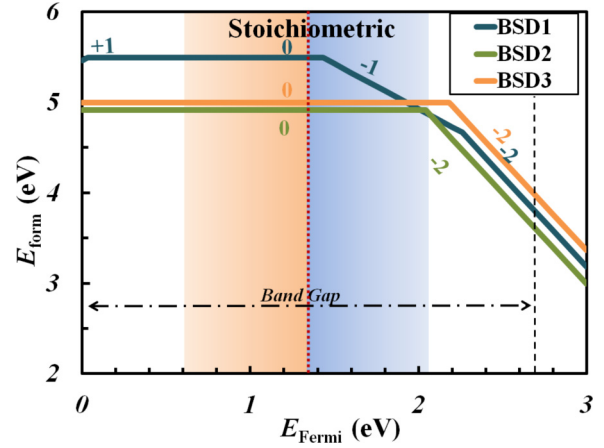 6
Stoichiometric
BSD1
BSD2
BSD3
+1
0
-1
0
0
-2
-2
-2
5
4
3
2
E_form (eV)
Band Gap
0
1
2
3
E_Fermi (eV)